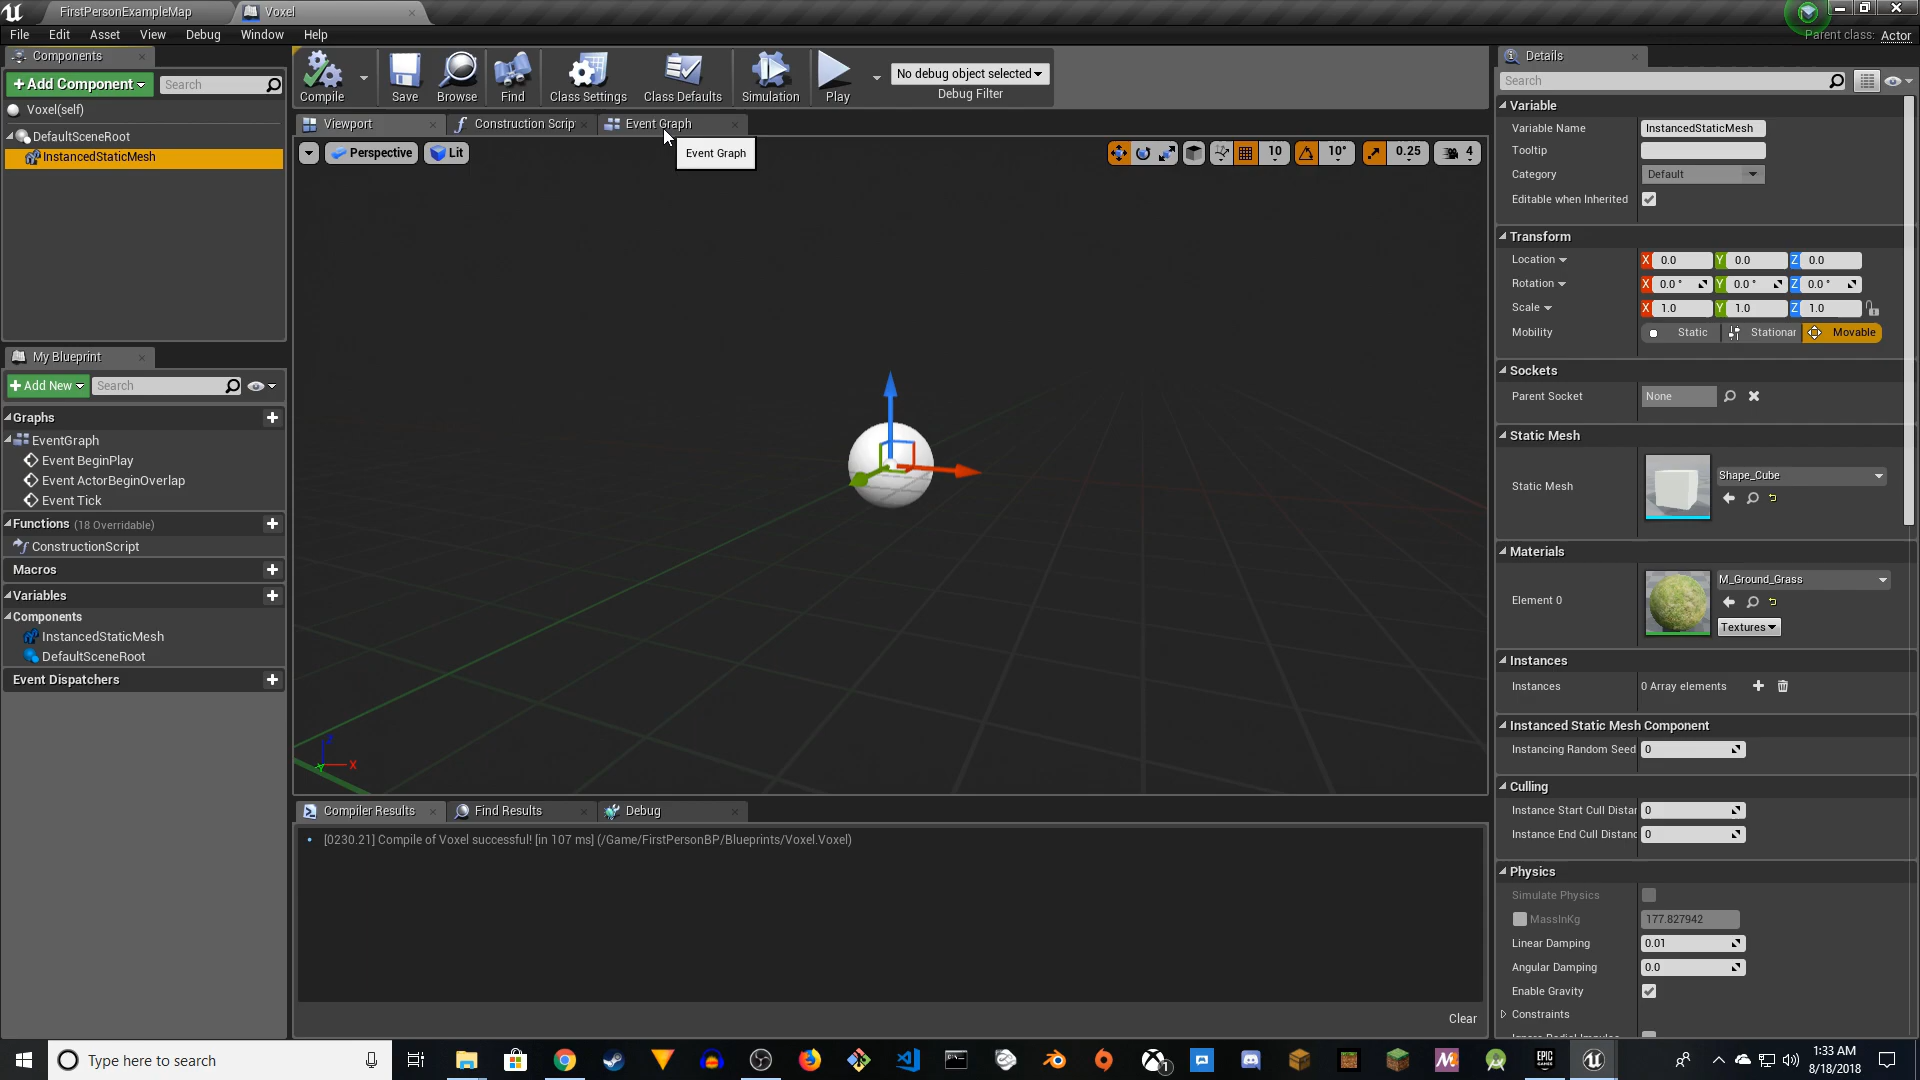 FirstPersonExampleMap
Voxel
File Edit Asset View Debug Window Help
Parent class: Actor
Components
+Add Component
Search
Voxel(self)
DefaultSceneRoot
InstancedStaticMesh
My Blueprint
+Add New
Search
Graphs
EventGraph
Event BeginPlay
Event ActorBeginOverlap
Event Tick
Functions (18 Overridable)
ConstructionScript
Macros
Variables
Components
InstancedStaticMesh
DefaultSceneRoot
Event Dispatchers
Compile
Save
Browse
Find
Class Settings
Class Defaults
Simulation
Play
No debug object selected
Debug Filter
Viewport
Construction Scrip
Event Graph
Event Graph
Perspective
Lit
10
10°
0.25
4
X
Compiler Results
Find Results
Debug
[0230.21] Compile of Voxel successful! [in 107 ms] (/Game/FirstPersonBP/Blueprints/Voxel.Voxel)
Clear
Details
Search
Variable
Variable Name InstancedStaticMesh
Tooltip
Category Default
Editable when Inherited
Transform
Location X 0.0 Y 0.0 Z 0.0
Rotation X 0.0 ° Y 0.0 ° Z 0.0 °
Scale X 1.0 Y 1.0 Z 1.0
Mobility Static Stationar Movable
Sockets
Parent Socket None
Static Mesh
Static Mesh Shape_Cube
Materials
Element 0 M_Ground_Grass
Textures
Instances
Instances 0 Array elements
Instanced Static Mesh Component
Instancing Random Seed 0
Culling
Instance Start Cull Distar 0
Instance End Cull Distanc 0
Physics
Simulate Physics
MassInKg 177.827942
Linear Damping 0.01
Angular Damping 0.0
Enable Gravity
Constraints
Type here to search
EPIC GAMES
1:33 AM
8/18/2018